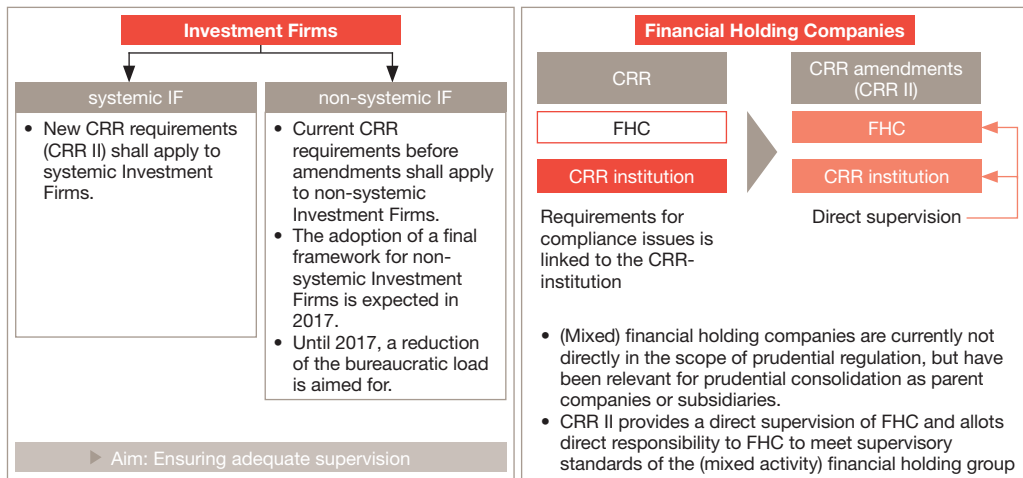 Investment Firms
systemic IF
• New CRR requirements
(CRR II) shall apply to
systemic Investment
Firms.
non-systemic IF
• Current CRR
requirements before
amendments shall apply
to non-systemic
Investment Firms.
• The adoption of a final
framework for non-
systemic Investment
Firms is expected in
2017.
• Until 2017, a reduction
of the bureaucratic load
is aimed for.
Aim: Ensuring adequate supervision
Financial Holding Companies
CRR
FHC
CRR institution
Requirements for
compliance issues is
linked to the CRR-
institution
CRR amendments
(CRR II)
FHC
CRR institution
Direct supervision
• (Mixed) financial holding companies are currently not
directly in the scope of prudential regulation, but have
been relevant for prudential consolidation as parent
companies or subsidiaries.
• CRR II provides a direct supervision of FHC and allots
direct responsibility to FHC to meet supervisory
standards of the (mixed activity) financial holding group